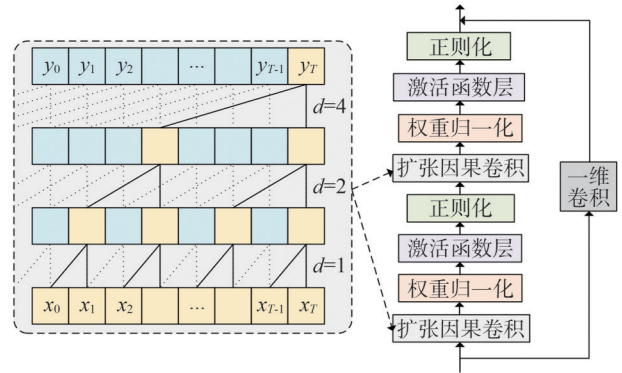 y0 y1 y2 ... yT-1 yT
d=4
d=2
d=1
x0 x1 x2 ... xT-1 xT
正则化
激活函数层
权重归一化
扩张因果卷积
正则化
激活函数层
权重归一化
扩张因果卷积
一维
卷积